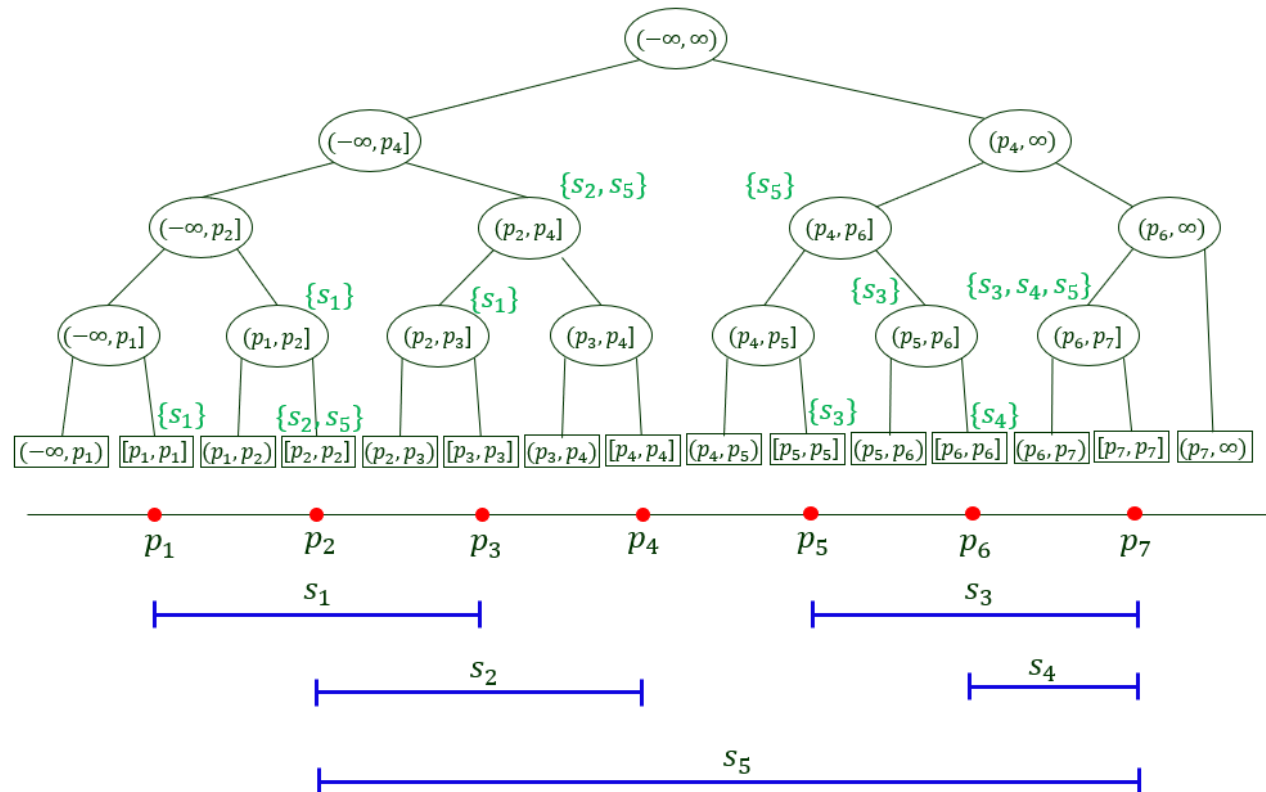 (−∞, ∞)
(−∞, p₄] (p₄, ∞)
{s₂, s₅} {s₅}
(−∞, p₂] (p₂, p₄] (p₄, p₆] (p₆, ∞)
{s₁} {s₁} {s₃} {s₃, s₄, s₅}
(−∞, p₁] (p₁, p₂] (p₂, p₃] (p₃, p₄] (p₄, p₅] (p₅, p₆] (p₆, p₇]
{s₁} {s₂, s₅} {s₃} {s₄}
(−∞, p₁) [p₁, p₁] (p₁, p₂) [p₂, p₂] (p₂, p₃) [p₃, p₃] (p₃, p₄) [p₄, p₄] (p₄, p₅) [p₅, p₅] (p₅, p₆) [p₆, p₆] (p₆, p₇) [p₇, p₇] (p₇, ∞)
p₁ p₂ p₃ p₄ p₅ p₆ p₇
s₁ s₃
s₂ s₄
s₅